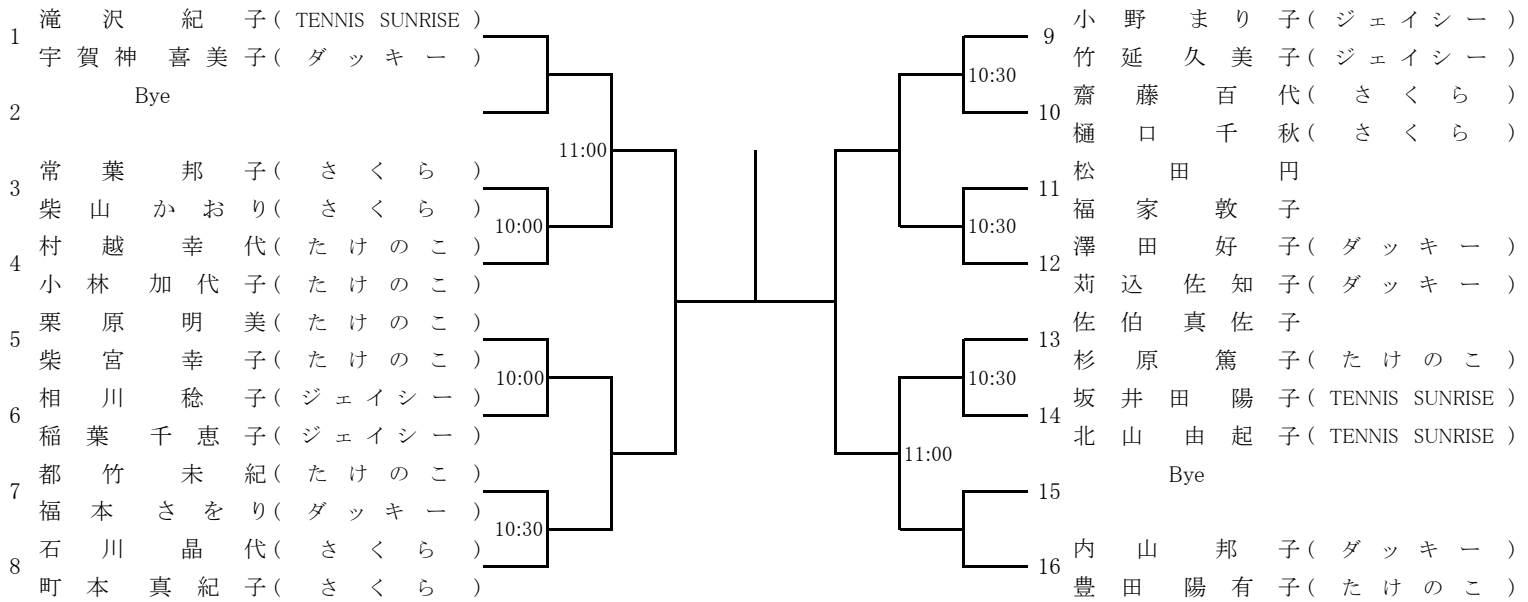 1 滝沢紀子( TENNIS SUNRISE )
宇賀神喜美子( ダッキー )
2 Bye
11:00
3 常葉邦子( さくら )
柴山かおり( さくら )
10:00
4 村越幸代( たけのこ )
小林加代子( たけのこ )
5 栗原明美( たけのこ )
柴宮幸子( たけのこ )
10:00
6 相川稔子( ジェイシー )
稲葉千恵子( ジェイシー )
7 都竹未紀( たけのこ )
福本さをり( ダッキー )
10:30
8 石川晶代( さくら )
町本真紀子( さくら )
9 小野まり子( ジェイシー )
竹延久美子( ジェイシー )
10:30
10 齋藤百代( さくら )
樋口千秋( さくら )
11 松田円
福家敦子
10:30
12 澤田好子( ダッキー )
苅込佐知子( ダッキー )
13 佐伯真佐子
杉原篤子( たけのこ )
10:30
14 坂井田陽子( TENNIS SUNRISE )
北山由起子( TENNIS SUNRISE )
11:00
15 Bye
16 内山邦子( ダッキー )
豊田陽有子( たけのこ )